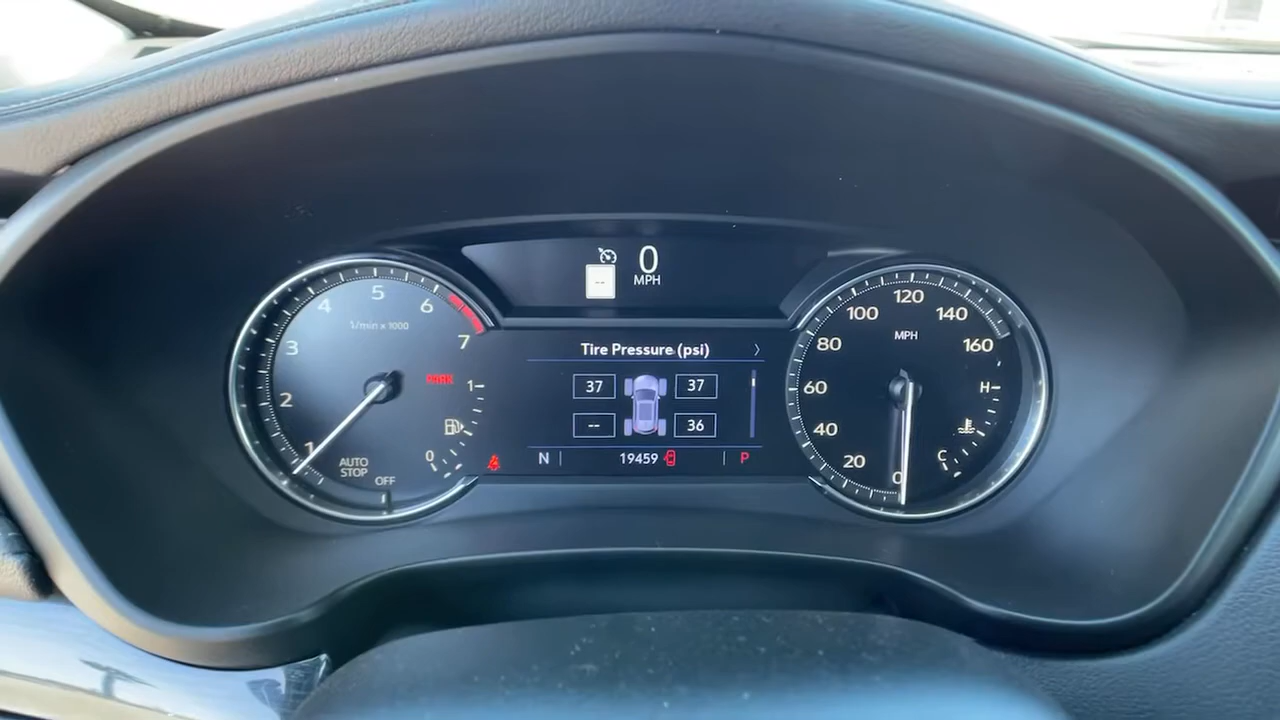 0
MPH
--
1
2
3
4
5
6
7
1/min x 1000
PARK
1
0
AUTO
STOP
OFF
Tire Pressure (psi)
37 37
-- 36
N 19459 P
0
20
40
60
80
100
120
140
160
MPH
H
C